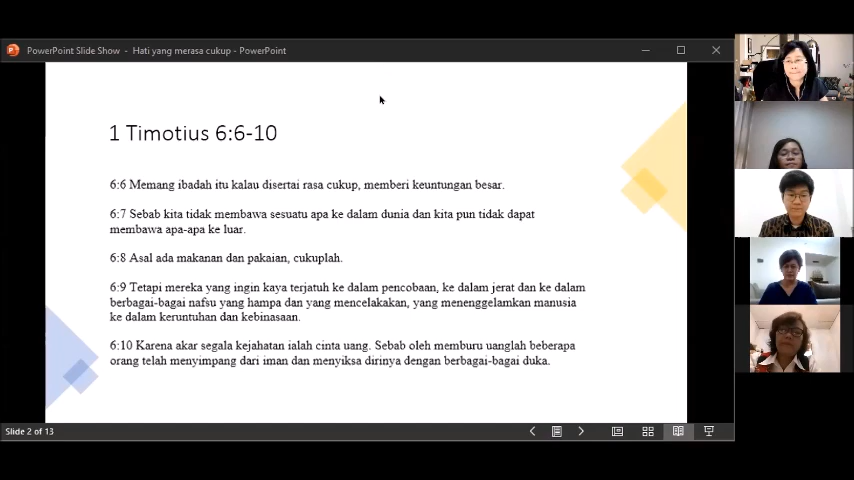 PowerPoint Slide Show - Hati yang merasa cukup - PowerPoint
1 Timotius 6:6-10
6:6 Memang ibadah itu kalau disertai rasa cukup, memberi keuntungan besar.
6:7 Sebab kita tidak membawa sesuatu apa ke dalam dunia dan kita pun tidak dapat
membawa apa-apa ke luar.
6:8 Asal ada makanan dan pakaian, cukuplah.
6:9 Tetapi mereka yang ingin kaya terjatuh ke dalam pencobaan, ke dalam jerat dan ke dalam
berbagai-bagai nafsu yang hampa dan yang mencelakakan, yang menenggelamkan manusia
ke dalam keruntuhan dan kebinasaan.
6:10 Karena akar segala kejahatan ialah cinta uang. Sebab oleh memburu uanglah beberapa
orang telah menyimpang dari iman dan menyiksa dirinya dengan berbagai-bagai duka.
Slide 2 of 13